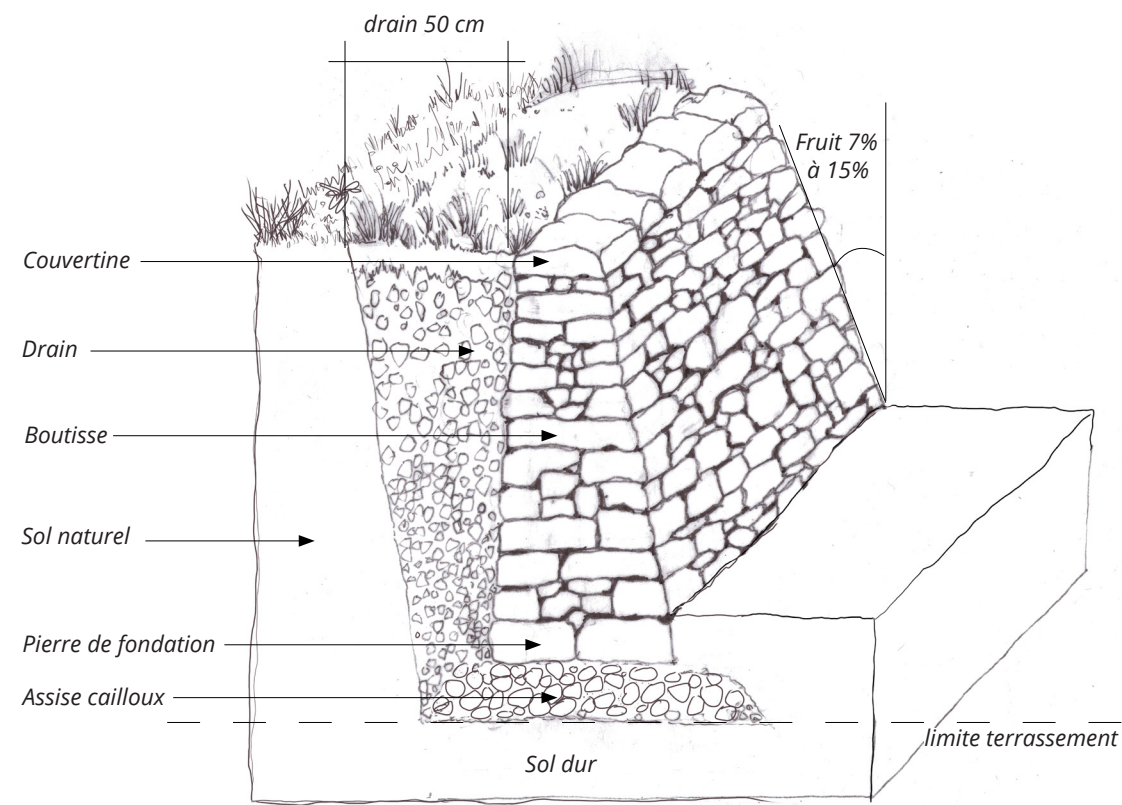 drain 50 cm
Fruit 7%
à 15%
Couvertine
Drain
Boutisse
Sol naturel
Pierre de fondation
Assise cailloux
limite terrassement
Sol dur